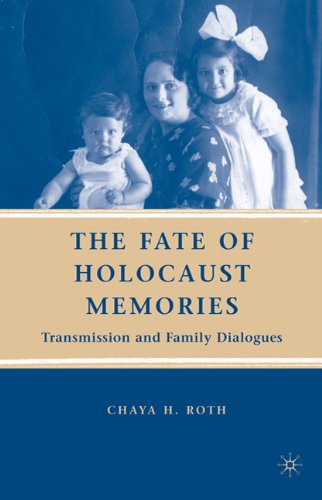 THE FATE OF
HOLOCAUST
MEMORIES
Transmission and Family Dialogues
CHAYA H. ROTH